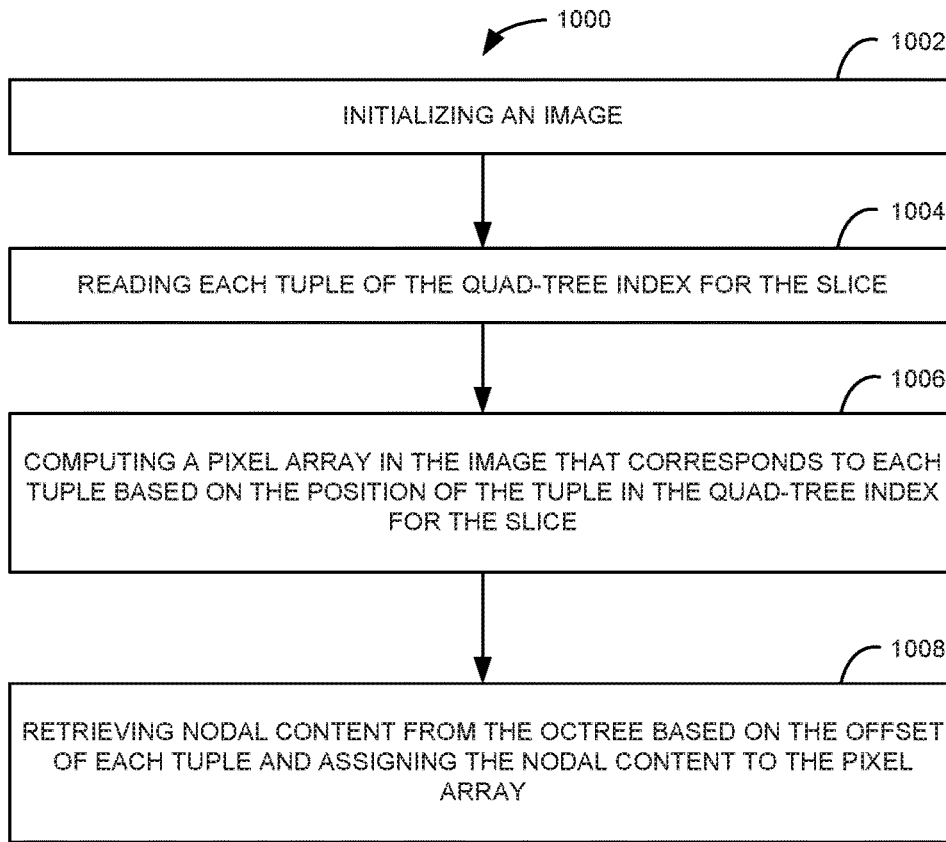 1000
1002
INITIALIZING AN IMAGE
1004
READING EACH TUPLE OF THE QUAD-TREE INDEX FOR THE SLICE
1006
COMPUTING A PIXEL ARRAY IN THE IMAGE THAT CORRESPONDS TO EACH
TUPLE BASED ON THE POSITION OF THE TUPLE IN THE QUAD-TREE INDEX
FOR THE SLICE
1008
RETRIEVING NODAL CONTENT FROM THE OCTREE BASED ON THE OFFSET
OF EACH TUPLE AND ASSIGNING THE NODAL CONTENT TO THE PIXEL
ARRAY